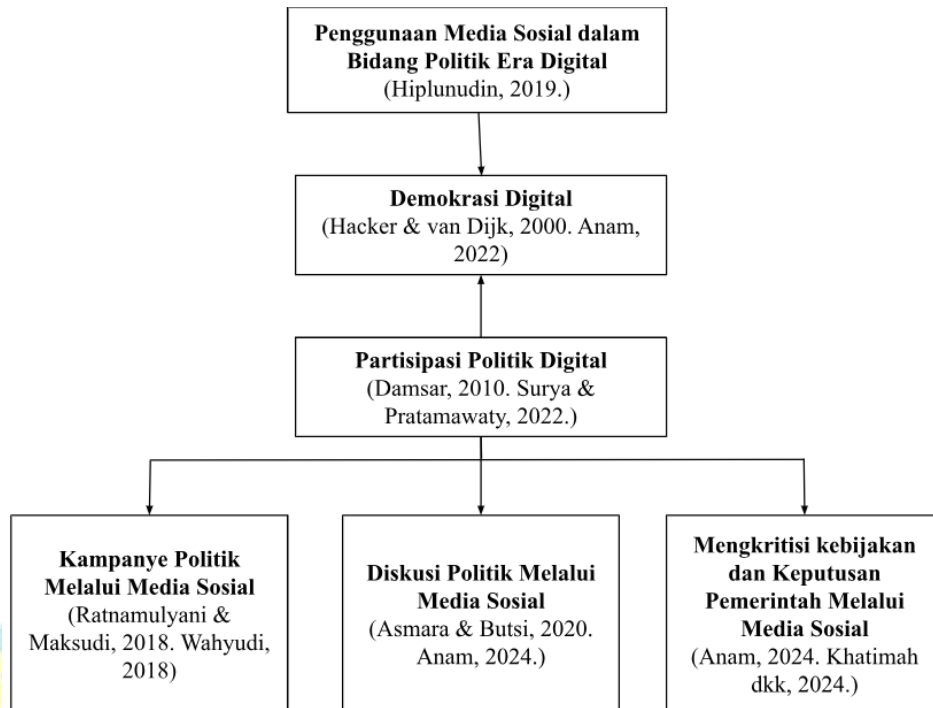 Penggunaan Media Sosial dalam
Bidang Politik Era Digital
(Hiplunudin, 2019.)
Demokrasi Digital
(Hacker & van Dijk, 2000. Anam,
2022)
Partisipasi Politik Digital
(Damsar, 2010. Surya &
Pratamawaty, 2022.)
Kampanye Politik
Melalui Media Sosial
(Ratnamulyani &
Maksudi, 2018. Wahyudi,
2018)
Diskusi Politik Melalui
Media Sosial
(Asmara & Butsi, 2020.
Anam, 2024.)
Mengkritisi kebijakan
dan Keputusan
Pemerintah Melalui
Media Sosial
(Anam, 2024. Khatimah
dkk, 2024.)